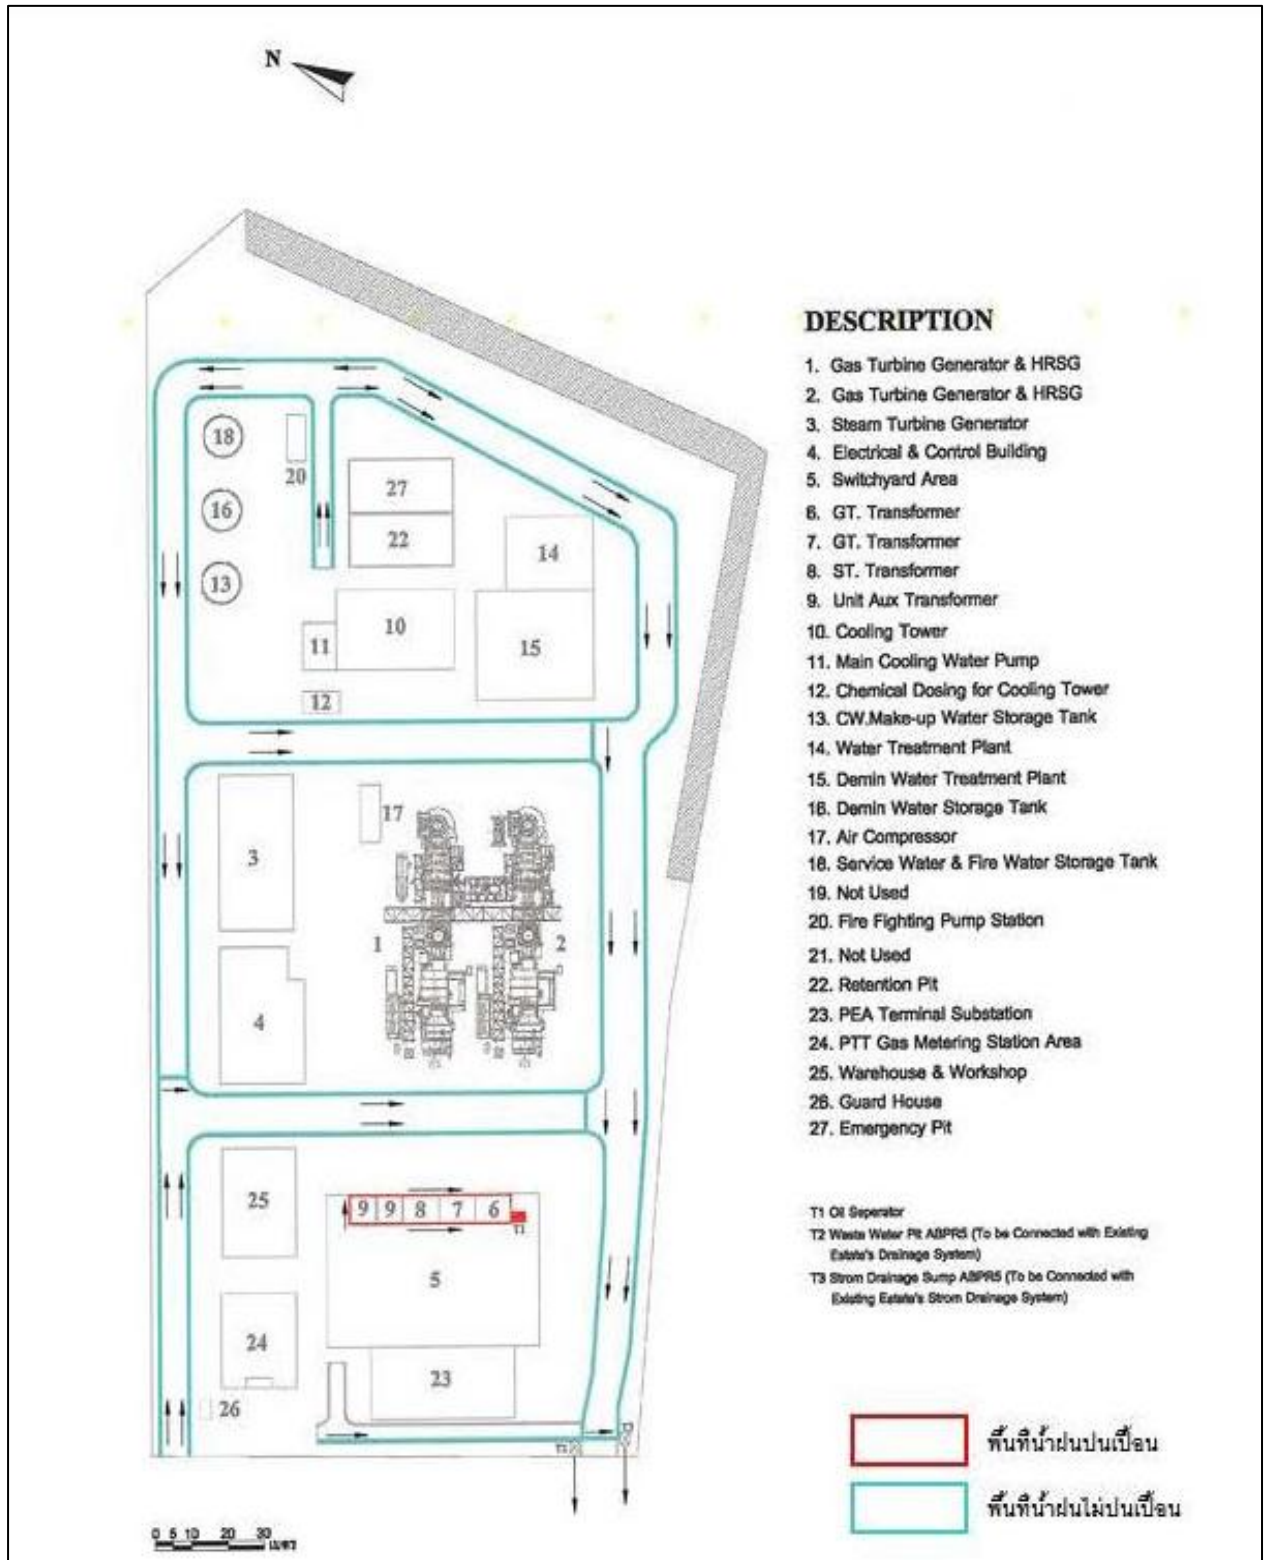 N
18
20
27
16
22
14
13
10
11
15
12
17
3
1
2
4
25
9 9 8 7 6
T1
5
24
23
26
DESCRIPTION
1. Gas Turbine Generator & HRSG
2. Gas Turbine Generator & HRSG
3. Steam Turbine Generator
4. Electrical & Control Building
5. Switchyard Area
6. GT. Transformer
7. GT. Transformer
8. ST. Transformer
9. Unit Aux Transformer
10. Cooling Tower
11. Main Cooling Water Pump
12. Chemical Dosing for Cooling Tower
13. CW.Make-up Water Storage Tank
14. Water Treatment Plant
15. Demin Water Treatment Plant
16. Demin Water Storage Tank
17. Air Compressor
18. Service Water & Fire Water Storage Tank
19. Not Used
20. Fire Fighting Pump Station
21. Not Used
22. Retention Pit
23. PEA Terminal Substation
24. PTT Gas Metering Station Area
25. Warehouse & Workshop
26. Guard House
27. Emergency Pit
T1 Oil Seperator
T2 Waste Water Pit ABPR5 (To be Connected with Existing
Estate's Drainage System)
T3 Strom Drainage Sump ABPR5 (To be Connected with
Existing Estate's Strom Drainage System)
พื้นที่น้ำฝนปนเปื้อน
พื้นที่น้ำฝนไม่ปนเปื้อน
0 5 10 20 30
เมตร